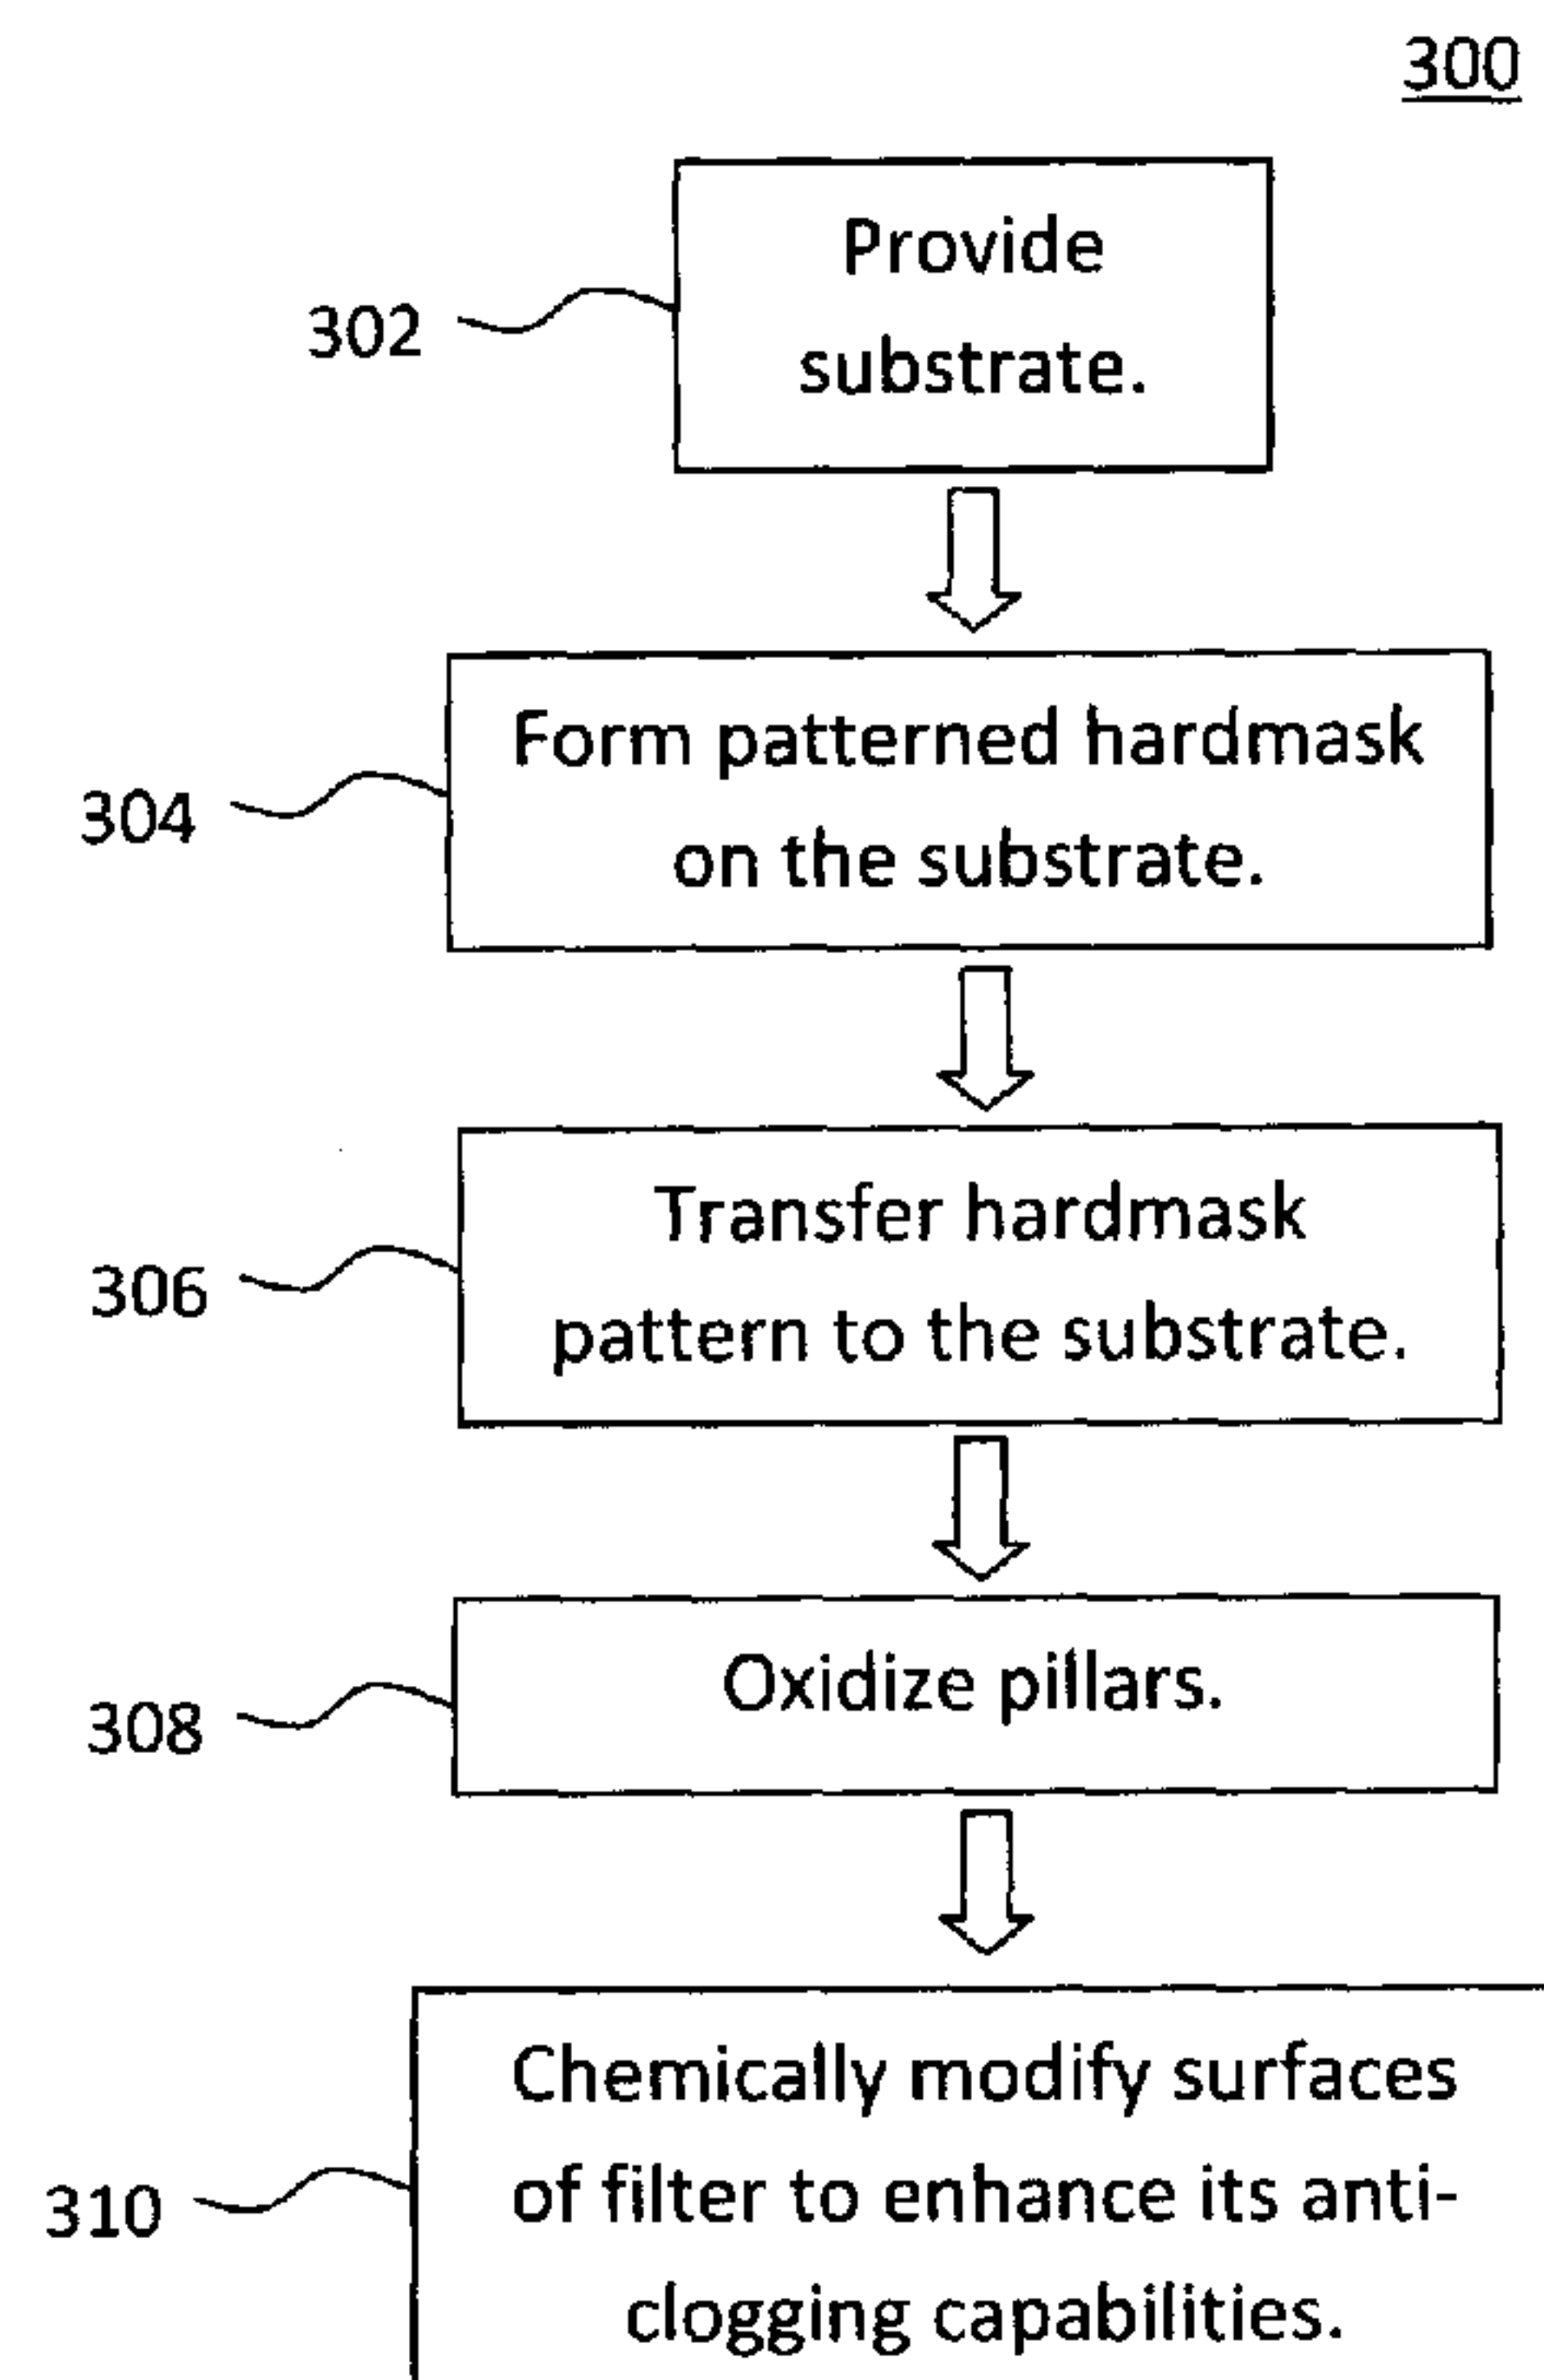 300
302
Provide
substrate.
304
Form patterned hardmask
on the substrate.
306
Transfer hardmask
pattern to the substrate.
308
Oxidize pillars.
310
Chemically modify surfaces
of filter to enhance its anti-
clogging capabilities.